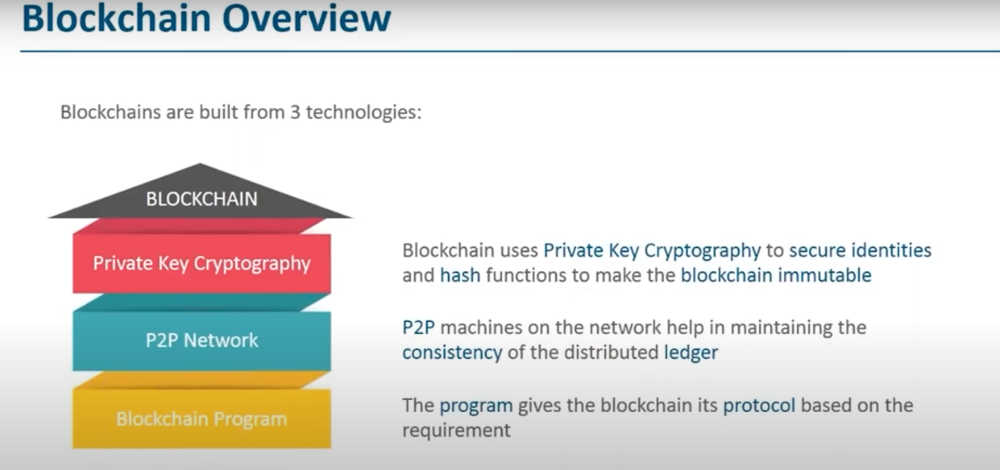 Blockchain Overview
Blockchains are built from 3 technologies:
BLOCKCHAIN
Private Key Cryptography
Blockchain uses Private Key Cryptography to secure identities
and hash functions to make the blockchain immutable
P2P Network
P2P machines on the network help in maintaining the
consistency of the distributed ledger
Blockchain Program
The program gives the blockchain its protocol based on the
requirement